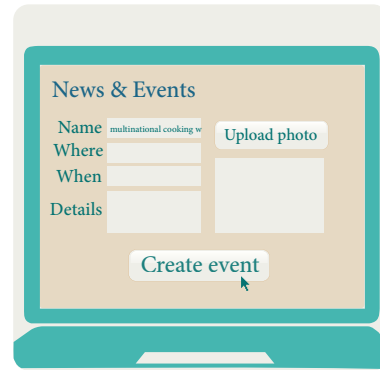 News & Events
Name multinational cooking w
Upload photo
Where
When
Details
Create event